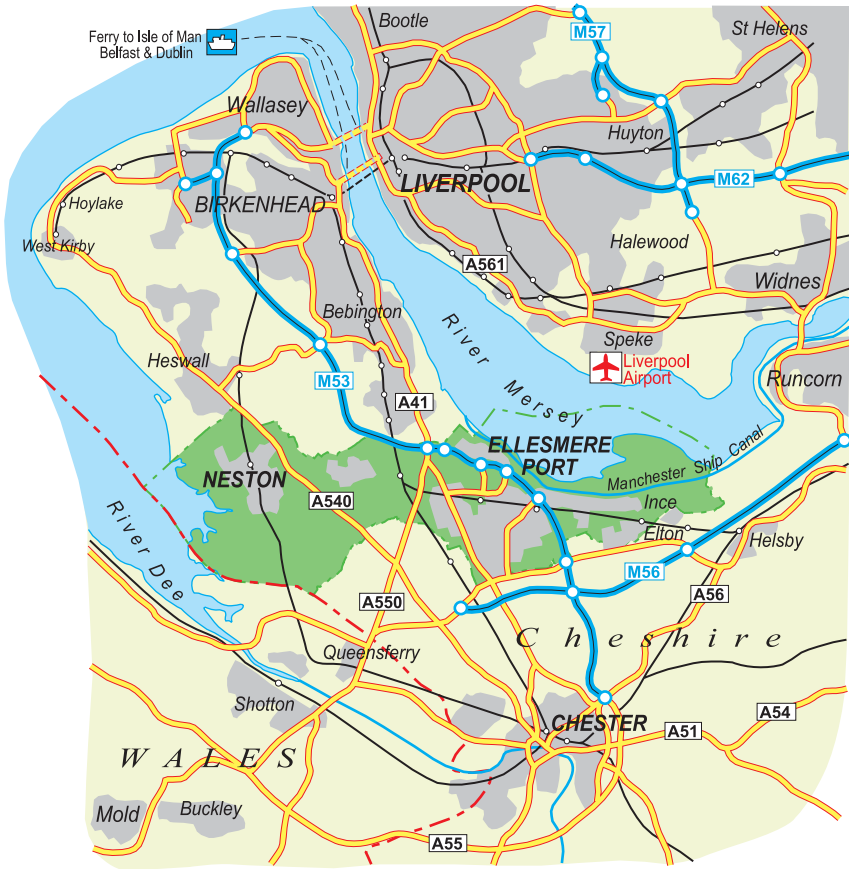 Bootle
Ferry to Isle of Man
Belfast & Dublin
M57
St Helens
Wallasey
Huyton
LIVERPOOL
M62
Hoylake
BIRKENHEAD
West Kirby
Halewood
A561
Widnes
Bebington
River Mersey
Speke
Heswall
Liverpool
Airport
M53
Runcorn
A41
ELLESMERE
PORT
NESTON
Manchester Ship Canal
A540
Ince
River Dee
Elton
Helsby
M56
A56
A550
Cheshire
Queensferry
Shotton
CHESTER
A54
A51
WALES
Mold
Buckley
A55